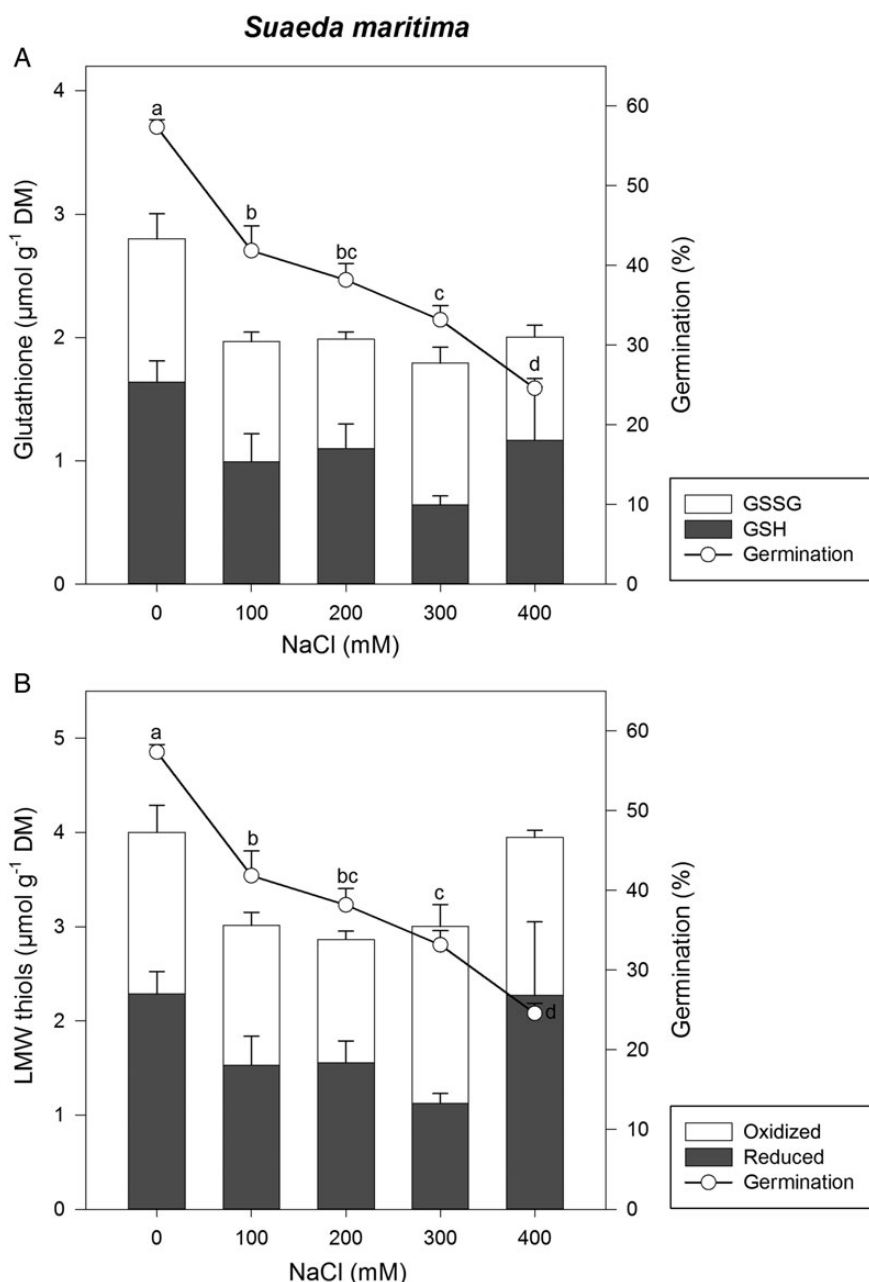 Suaeda maritima
A
Glutathione (µmol g⁻¹ DM)
4
3
2
1
0
a
b
bc
c
d
60
50
40
30
20
10
0
Germination (%)
0 100 200 300 400
NaCl (mM)
GSSG
GSH
Germination
B
LMW thiols (µmol g⁻¹ DM)
5
4
3
2
1
0
a
b
bc
c
d
60
50
40
30
20
10
0
Germination (%)
0 100 200 300 400
NaCl (mM)
Oxidized
Reduced
Germination